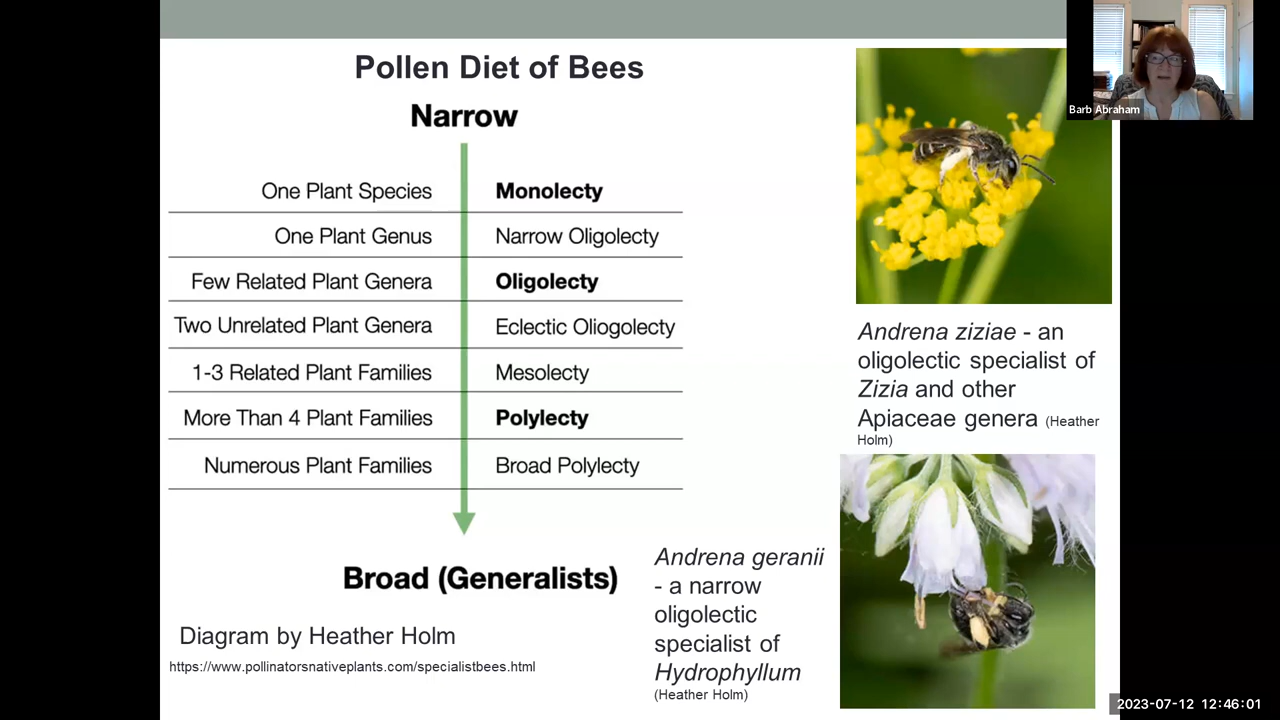 Pollen Diet of Bees
Narrow
One Plant Species Monolecty
One Plant Genus Narrow Oligolecty
Few Related Plant Genera Oligolecty
Two Unrelated Plant Genera Eclectic Oliogolecty
1-3 Related Plant Families Mesolecty
More Than 4 Plant Families Polylecty
Numerous Plant Families Broad Polylecty
Broad (Generalists)
Diagram by Heather Holm
https://www.pollinatorsnativeplants.com/specialistbees.html
Andrena geranii
- a narrow
oligolectic
specialist of
Hydrophyllum
(Heather Holm)
Barb Abraham
Andrena ziziae - an
oligolectic specialist of
Zizia and other
Apiaceae genera (Heather
Holm)
2023-07-12 12:46:01